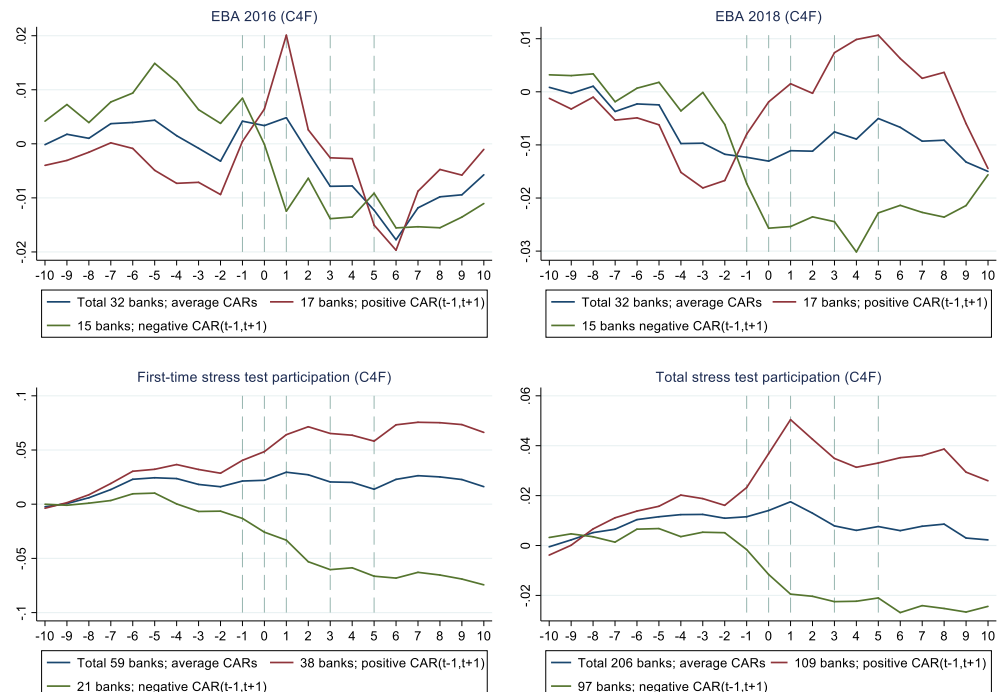 EBA 2016 (C4F)
.02
.01
0
-.01
-.02
-10 -9 -8 -7 -6 -5 -4 -3 -2 -1 0 1 2 3 4 5 6 7 8 9 10
Total 32 banks; average CARs 17 banks; positive CAR(t-1,t+1)
15 banks; negative CAR(t-1,t+1)
EBA 2018 (C4F)
.01
0
-.01
-.02
-.03
-10 -9 -8 -7 -6 -5 -4 -3 -2 -1 0 1 2 3 4 5 6 7 8 9 10
Total 32 banks; average CARs 17 banks; positive CAR(t-1,t+1)
15 banks negative CAR(t-1,t+1)
First-time stress test participation (C4F)
.1
.05
0
-.05
-.1
-10 -9 -8 -7 -6 -5 -4 -3 -2 -1 0 1 2 3 4 5 6 7 8 9 10
Total 59 banks; average CARs 38 banks; positive CAR(t-1,t+1)
21 banks; negative CAR(t-1,t+1)
Total stress test participation (C4F)
.06
.04
.02
0
-.02
-10 -9 -8 -7 -6 -5 -4 -3 -2 -1 0 1 2 3 4 5 6 7 8 9 10
Total 206 banks; average CARs 109 banks; positive CAR(t-1,t+1)
97 banks; negative CAR(t-1,t+1)